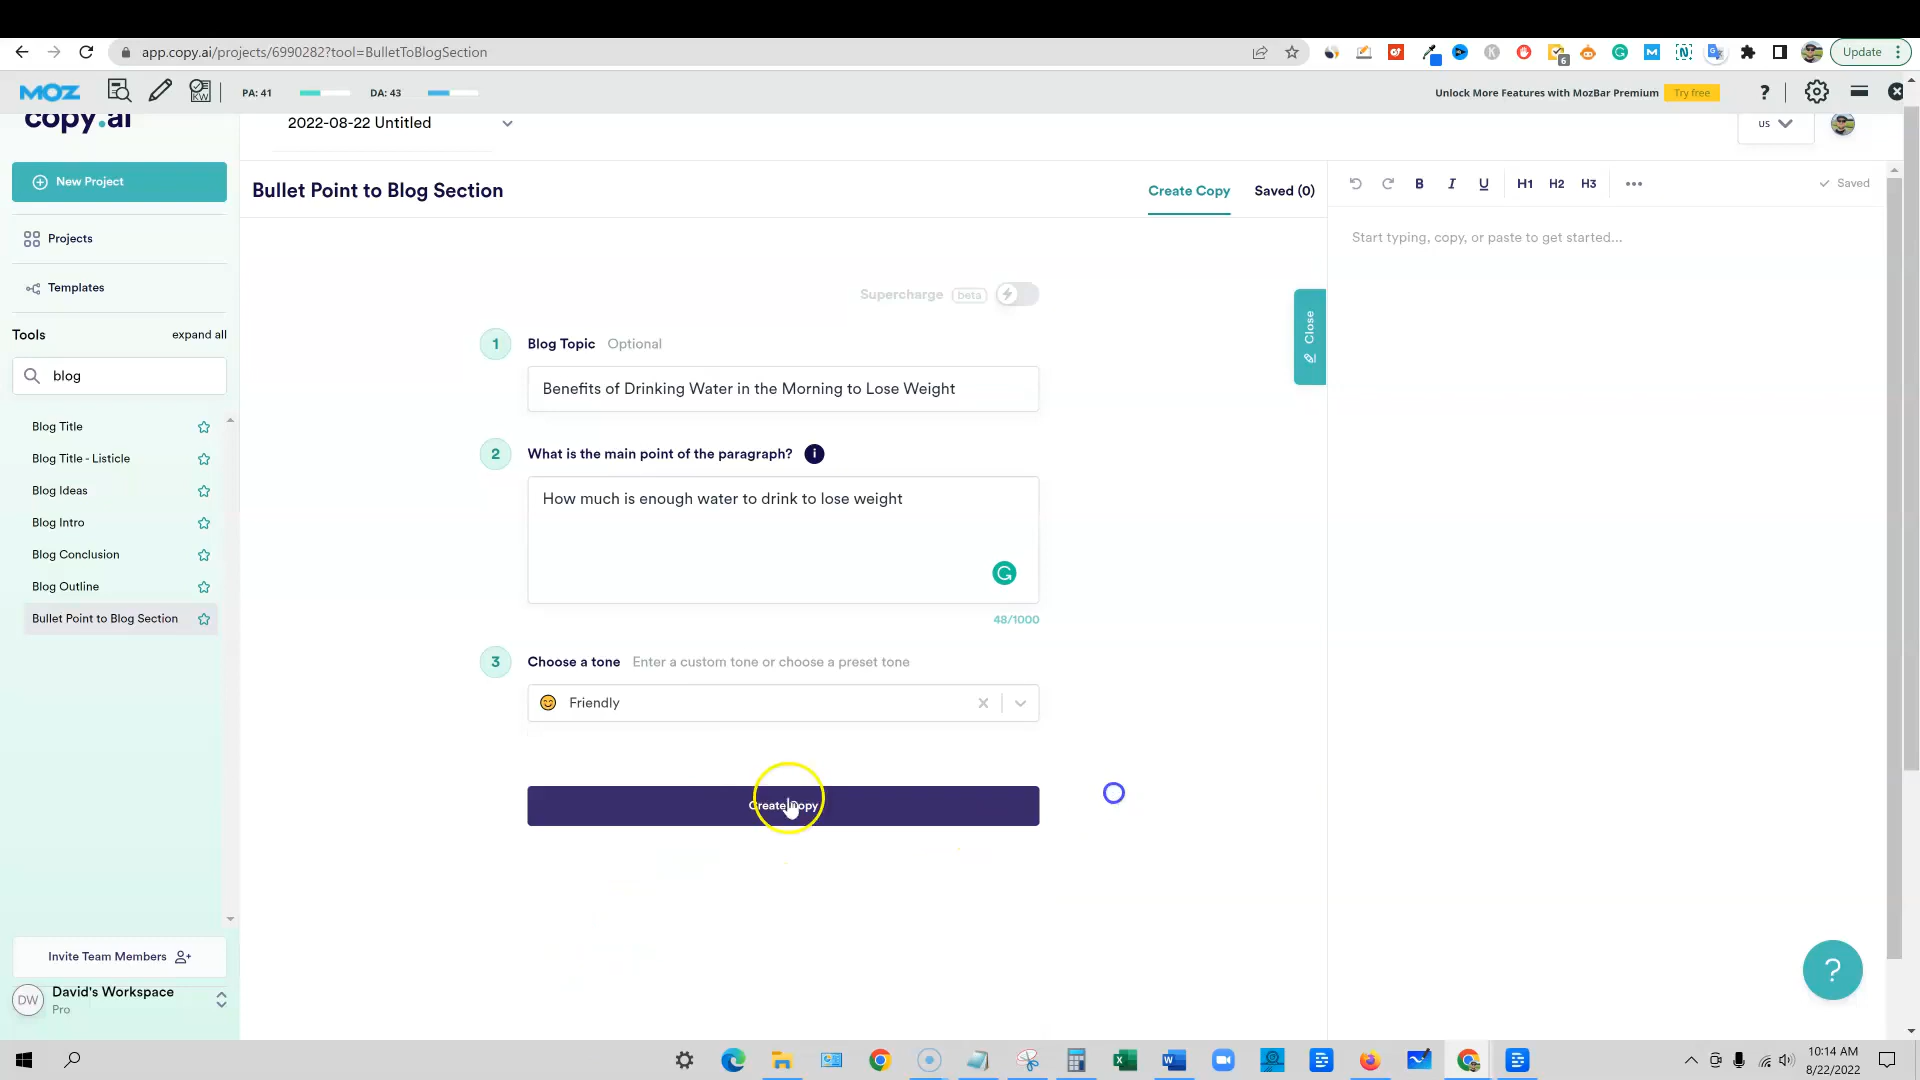 app.copy.ai/projects/6990282?tool=BulletToBlogSection
Update
6
MOZ
KW
PA: 41
DA: 43
Unlock More Features with MozBar Premium
Try free
?
copy.ai
2022-08-22 Untitled
US
New Project
Bullet Point to Blog Section
Create Copy
Saved (0)
B
I
U
H1
H2
H3
Saved
Projects
Start typing, copy, or paste to get started...
Templates
Supercharge
beta
Close
Tools
expand all
1
Blog Topic
Optional
blog
Benefits of Drinking Water in the Morning to Lose Weight
Blog Title
Blog Title - Listicle
2
What is the main point of the paragraph?
i
Blog Ideas
How much is enough water to drink to lose weight
Blog Intro
Blog Conclusion
Blog Outline
Bullet Point to Blog Section
48/1000
3
Choose a tone
Enter a custom tone or choose a preset tone
Friendly
Create Copy
Invite Team Members
DW
David's Workspace
Pro
?
10:14 AM
8/22/2022